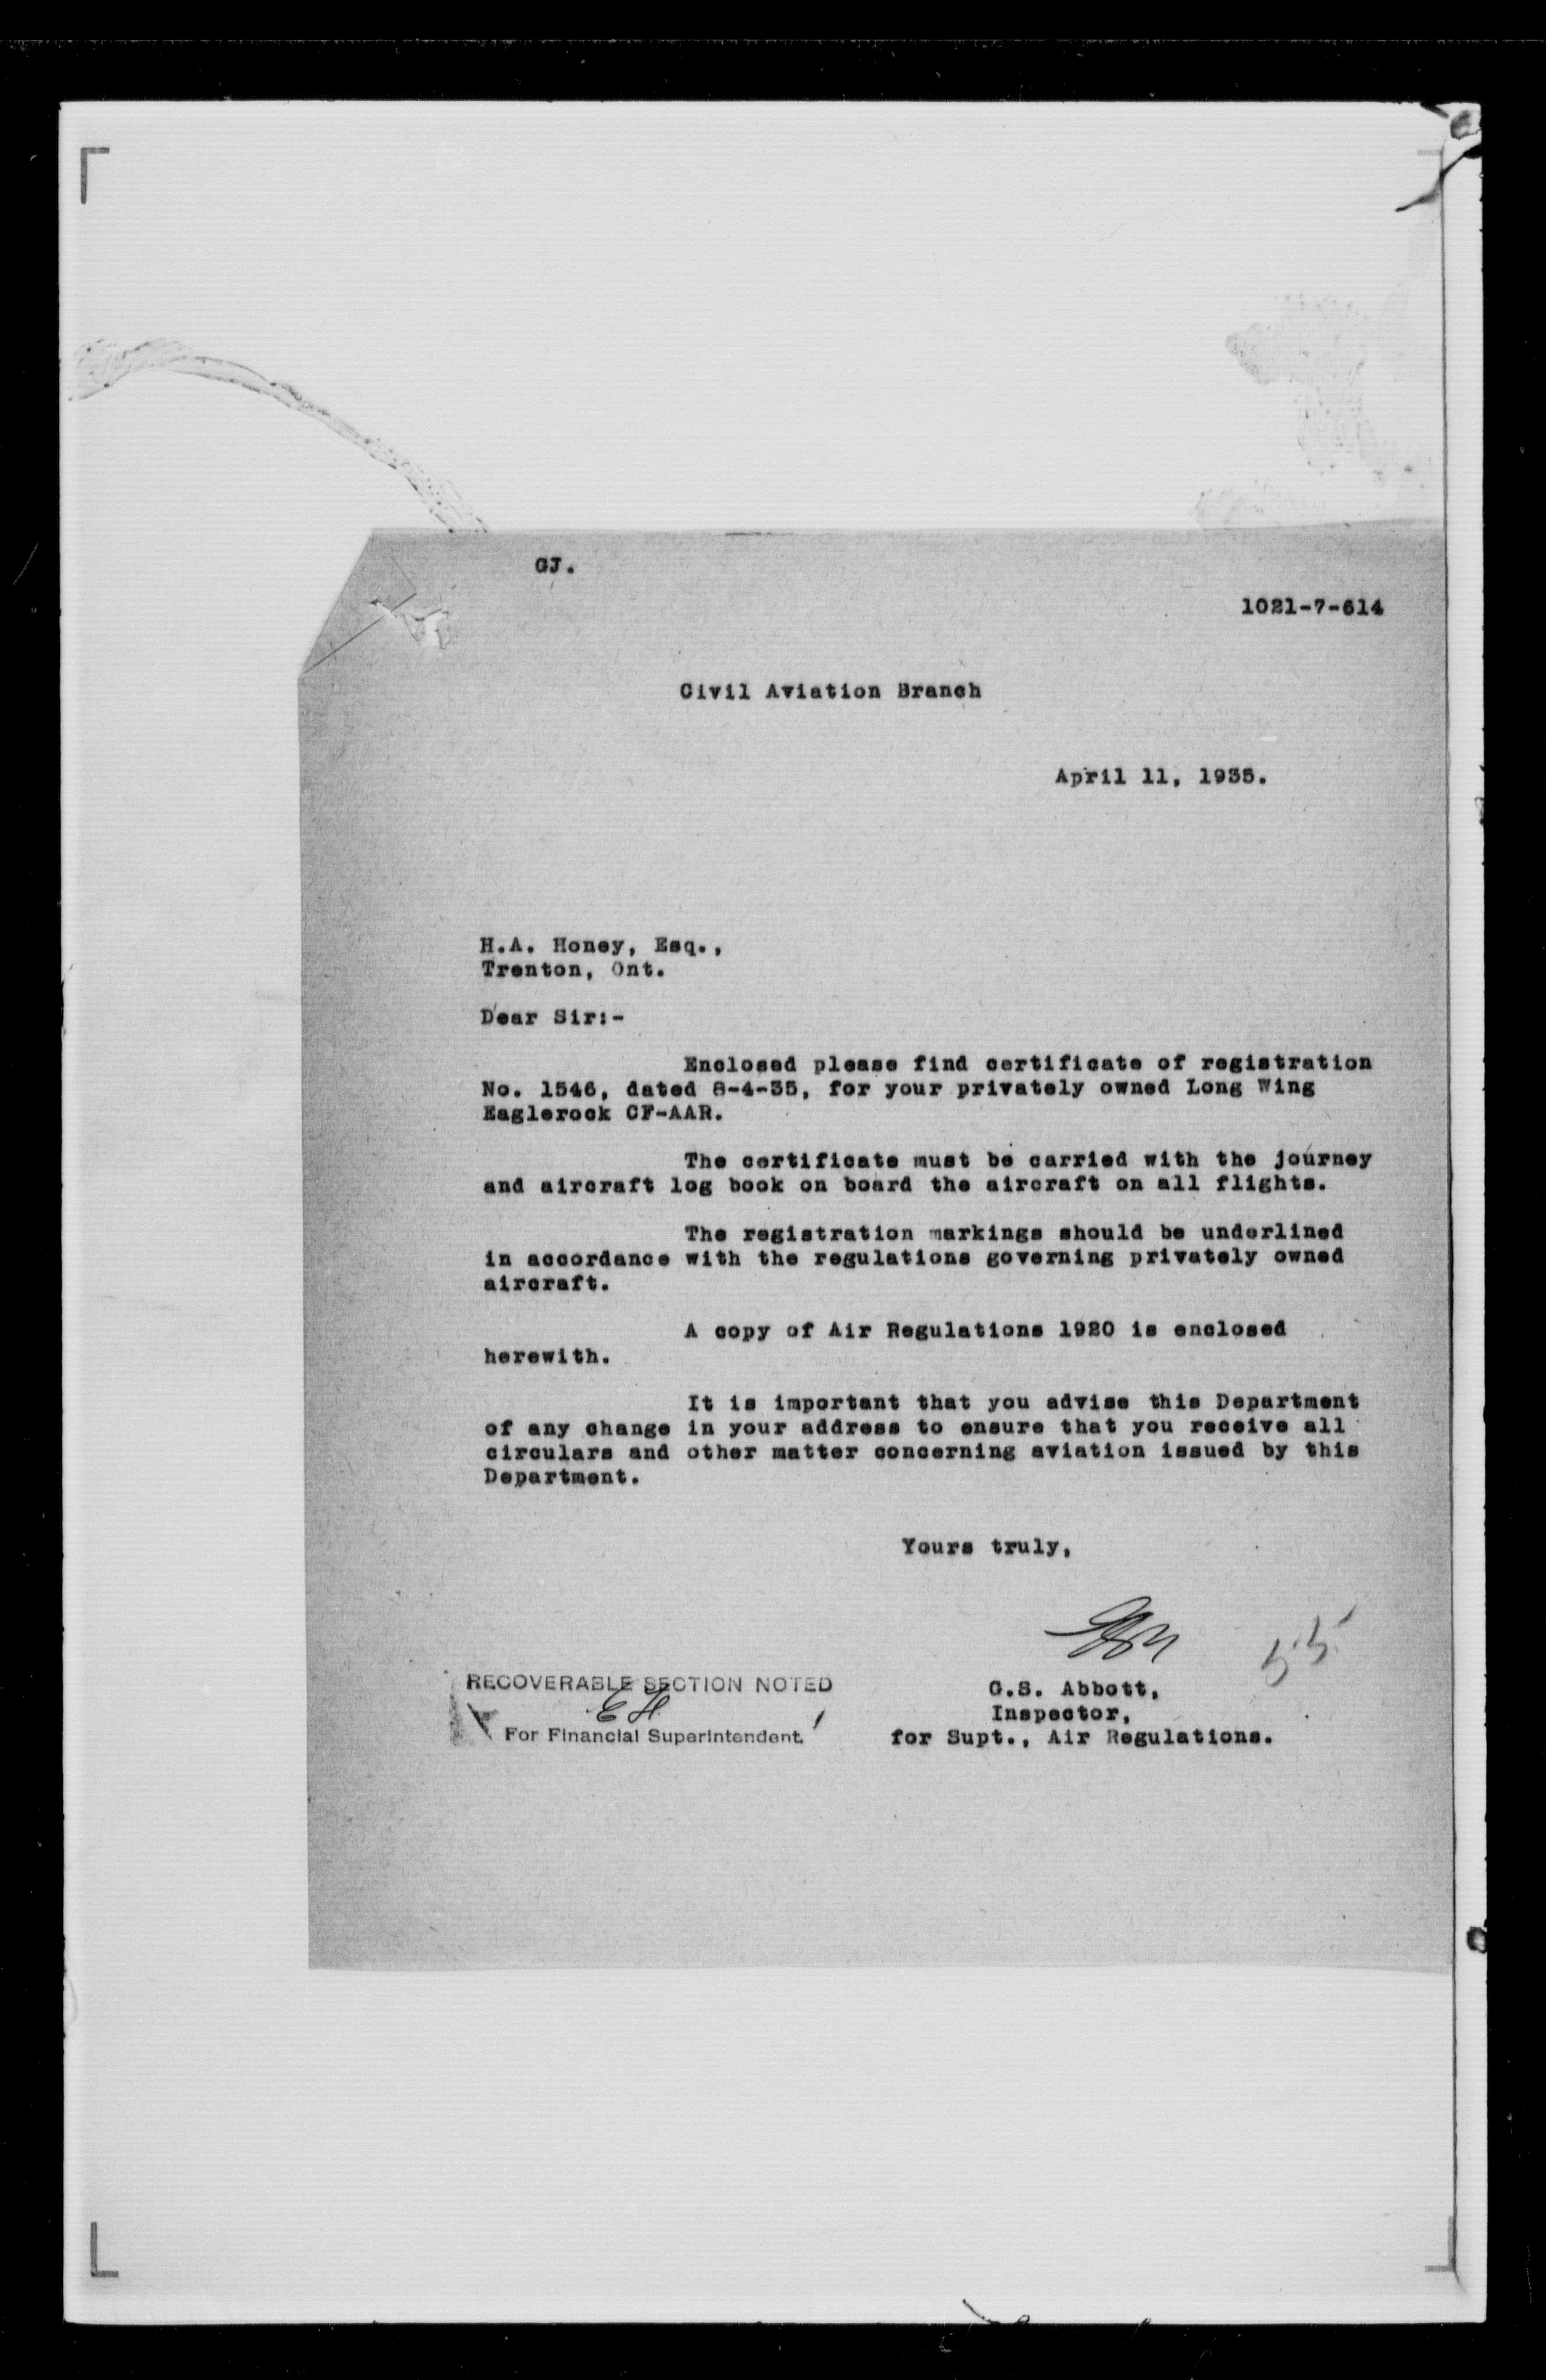 GJ.
1021-7-614
Civil Aviation Branch
April 11, 1935.
H.A. Honey, Esq.,
Trenton, Ont.
Dear Sir:-
Enclosed please find certificate of registration
No. 1546, dated 8-4-35, for your privately owned Long Wing
Eaglerock CF-AAR.
The certificate must be carried with the journey
and aircraft log book on board the aircraft on all flights.
The registration markings should be underlined
in accordance with the regulations governing privately owned
aircraft.
A copy of Air Regulations 1920 is enclosed
herewith.
It is important that you advise this Department
of any change in your address to ensure that you receive all
circulars and other matter concerning aviation issued by this
Department.
Yours truly,
55
RECOVERABLE SECTION NOTED
EH
For Financial Superintendent.
G.S. Abbott,
Inspector,
for Supt., Air Regulations.